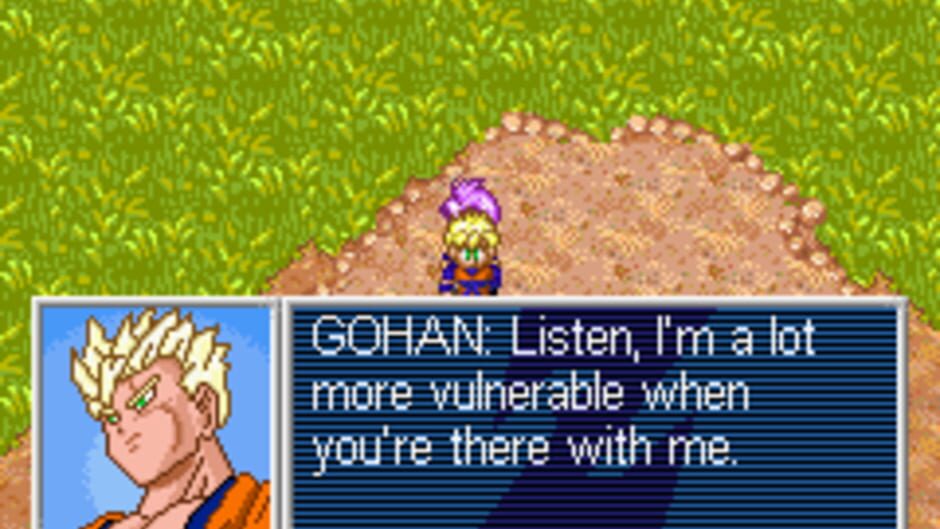 GOHAN: Listen, I'm a lot
more vulnerable when
you're there with me.